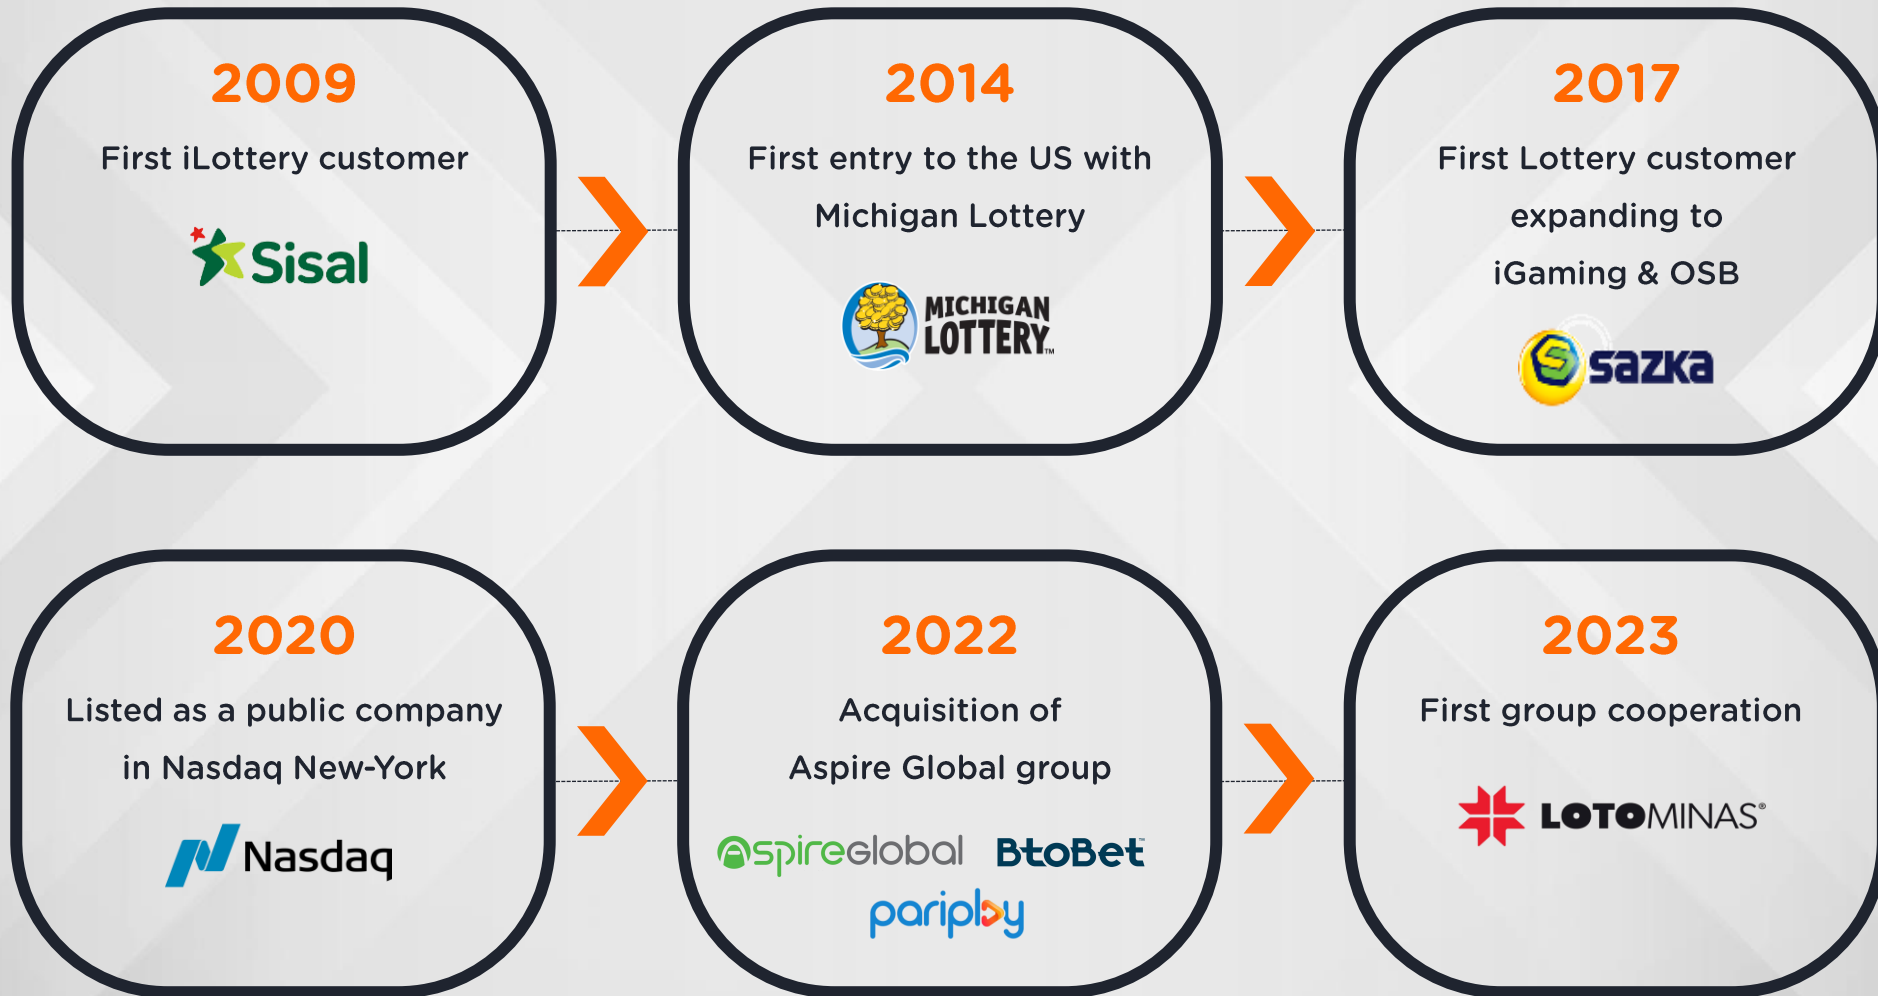 2009
First iLottery customer
Sisal
2014
First entry to the US with
Michigan Lottery
MICHIGAN
LOTTERY™
2017
First Lottery customer
expanding to
iGaming & OSB
sazka
2020
Listed as a public company
in Nasdaq New-York
Nasdaq
2022
Acquisition of
Aspire Global group
AspireGlobal BtoBet™
pariplay
2023
First group cooperation
LOTOMINAS®